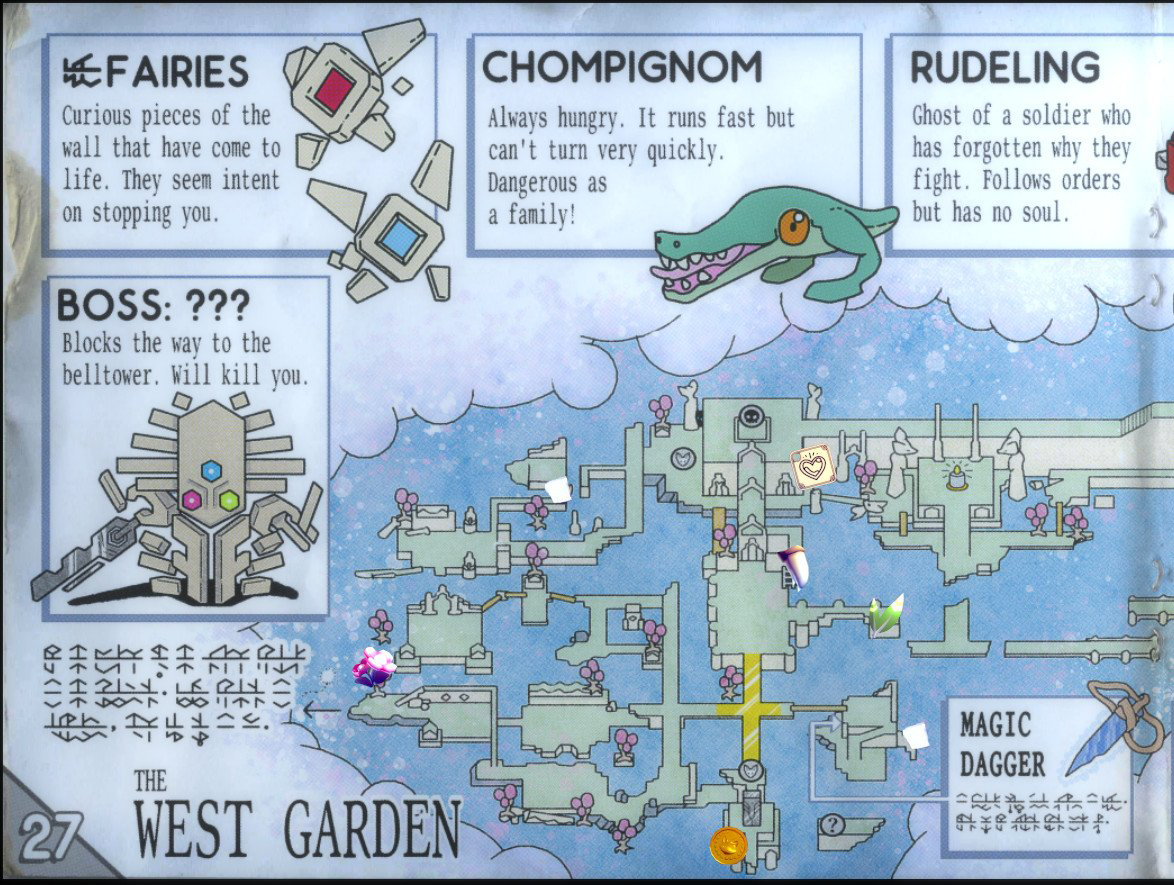 FAIRIES
Curious pieces of the
wall that have come to
life. They seem intent
on stopping you.
CHOMPIGNOM
Always hungry. It runs fast but
can't turn very quickly.
Dangerous as
a family!
RUDELING
Ghost of a soldier who
has forgotten why they
fight. Follows orders
but has no soul.
BOSS: ???
Blocks the way to the
belltower. Will kill you.
?
MAGIC
DAGGER
THE
WEST GARDEN
27